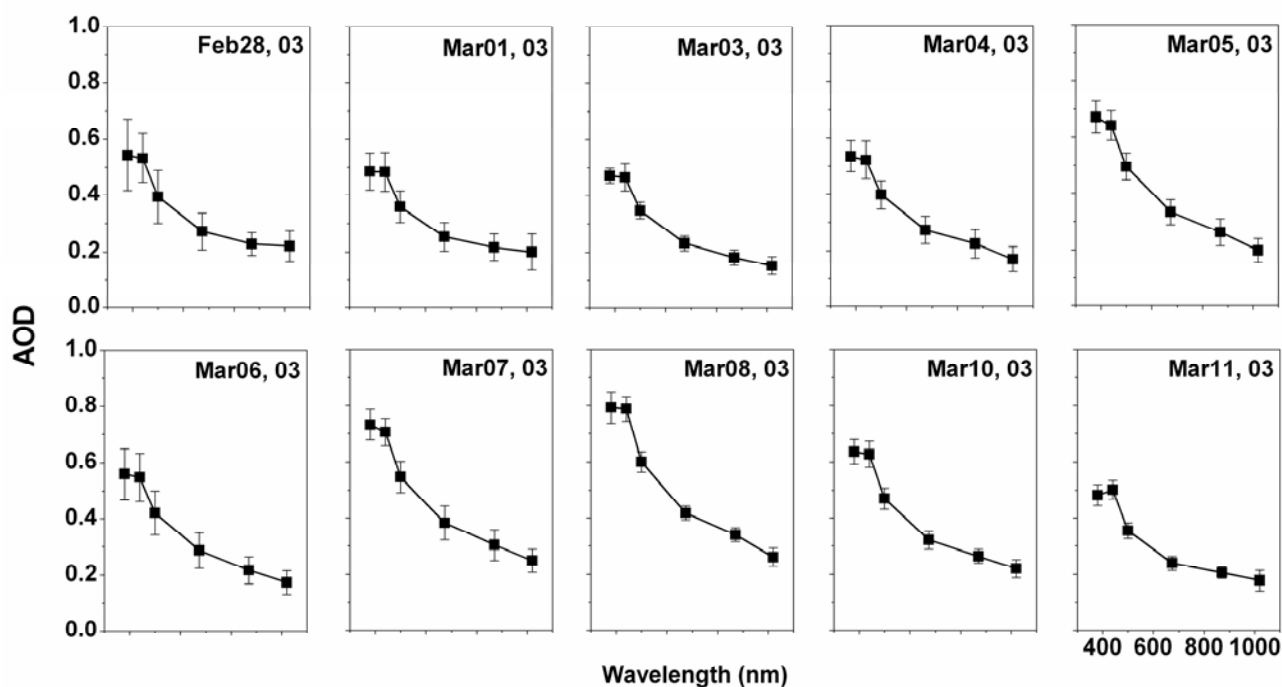 1.0
0.8
0.6
0.4
0.2
0.0
Feb28, 03
Mar01, 03
Mar03, 03
Mar04, 03
Mar05, 03
AOD
1.0
0.8
0.6
0.4
0.2
0.0
Mar06, 03
Mar07, 03
Mar08, 03
Mar10, 03
Mar11, 03
400 600 800 1000
Wavelength (nm)